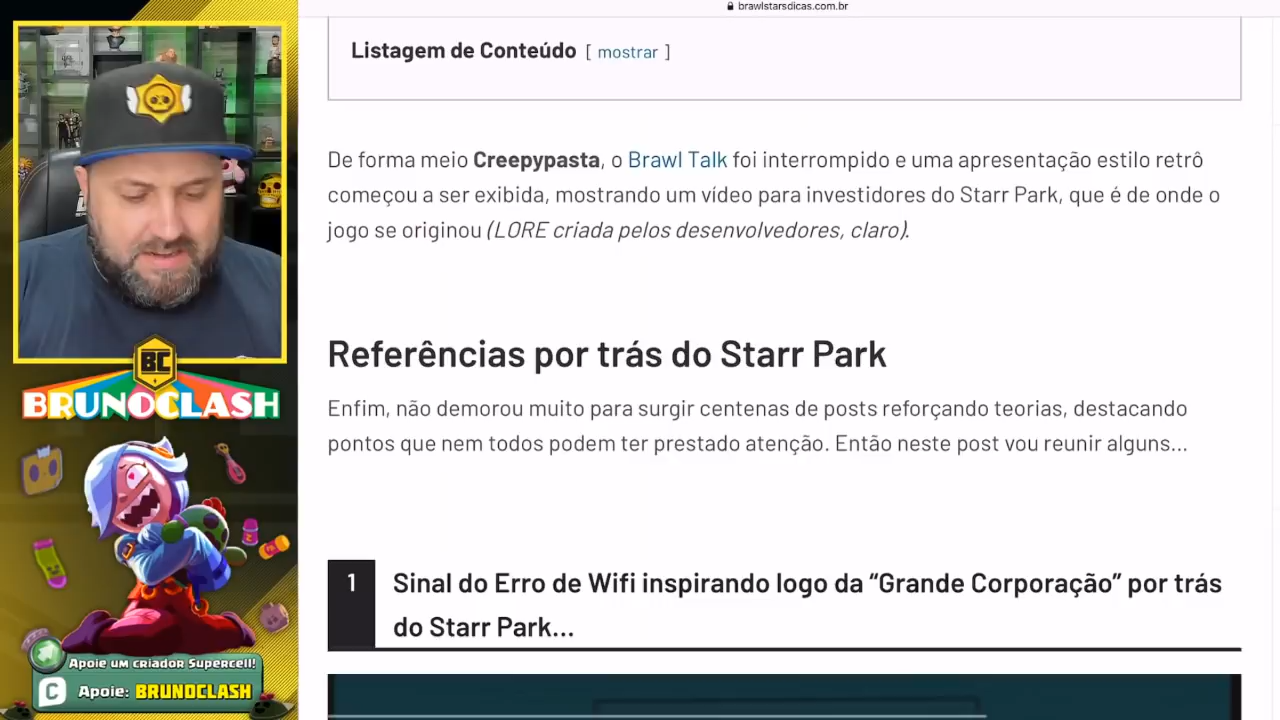 brawlstarsdicas.com.br
Listagem de Conteúdo [ mostrar ]
De forma meio Creepypasta, o Brawl Talk foi interrompido e uma apresentação estilo retrô
começou a ser exibida, mostrando um vídeo para investidores do Starr Park, que é de onde o
jogo se originou (LORE criada pelos desenvolvedores, claro).
Referências por trás do Starr Park
Enfim, não demorou muito para surgir centenas de posts reforçando teorias, destacando
pontos que nem todos podem ter prestado atenção. Então neste post vou reunir alguns...
1 Sinal do Erro de Wifi inspirando logo da “Grande Corporação” por trás
do Starr Park...
BC
BRUNOCLASH
Apoie um criador Supercell!
C Apoie: BRUNOCLASH